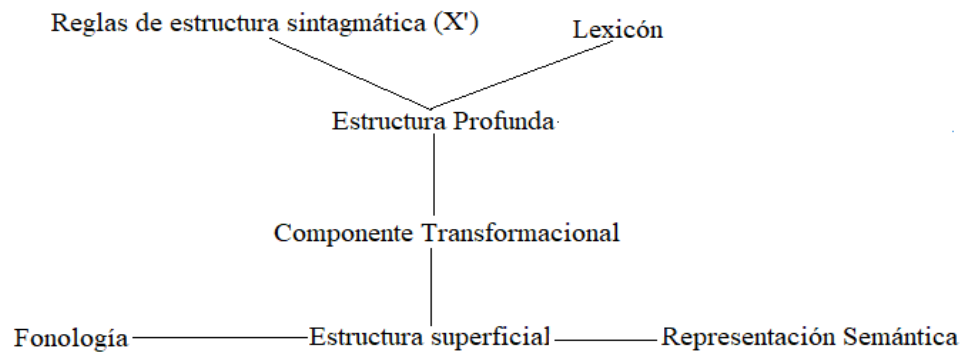 Reglas de estructura sintagmática (X')
Lexicón
Estructura Profunda
Componente Transformacional
Fonología
Estructura superficial
Representación Semántica